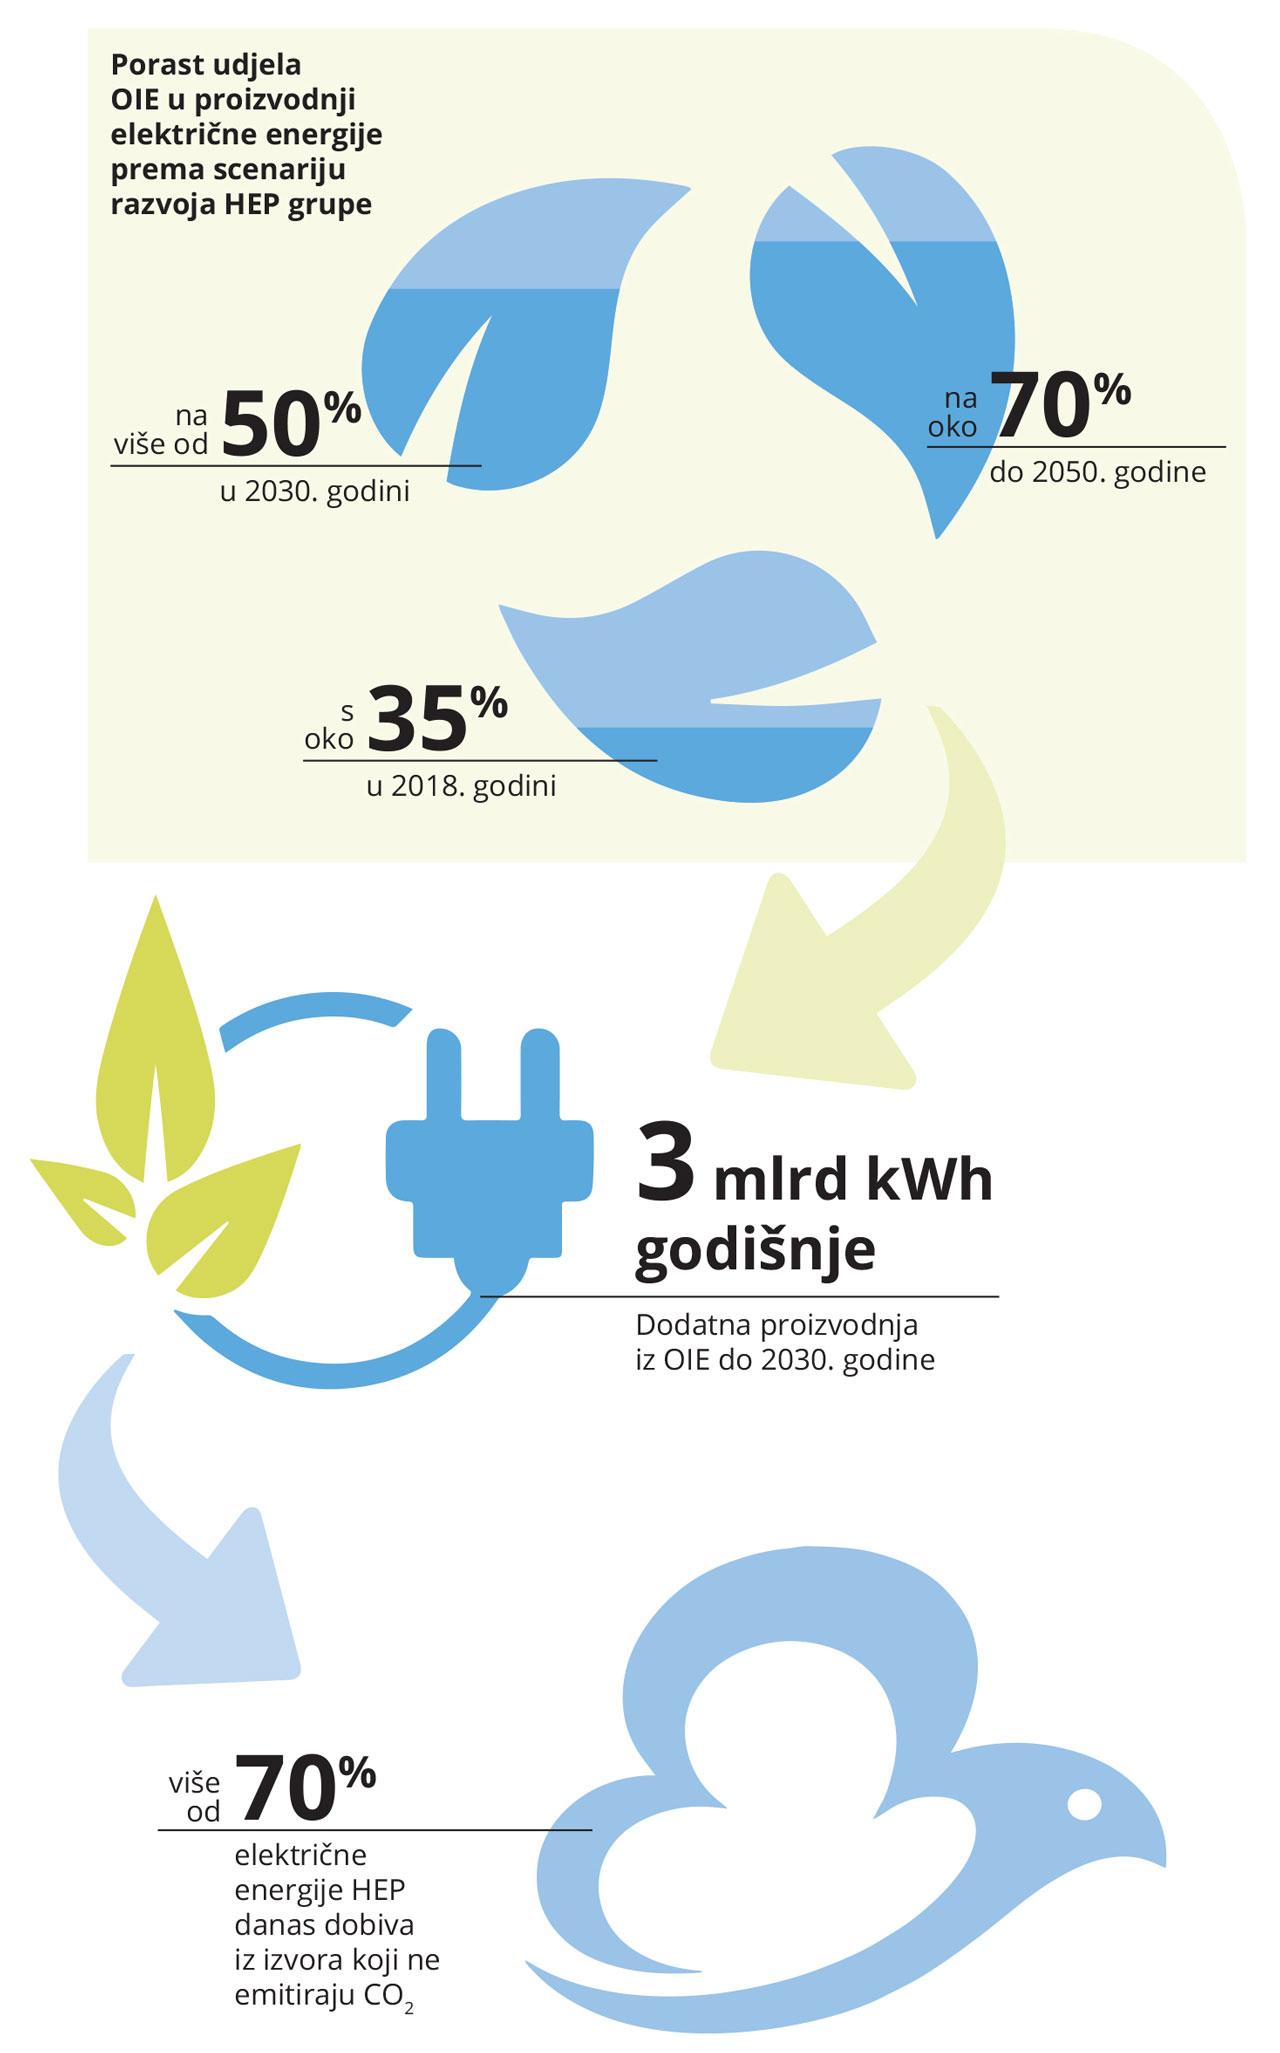 Porast udjela
OIE u proizvodnji
električne energije
prema scenariju
razvoja HEP grupe
na
više od 50%
u 2030. godini
na
oko 70%
do 2050. godine
s
oko 35%
u 2018. godini
3 mlrd kWh
godišnje
Dodatna proizvodnja
iz OIE do 2030. godine
više
od 70%
električne
energije HEP
danas dobiva
iz izvora koji ne
emitiraju CO₂